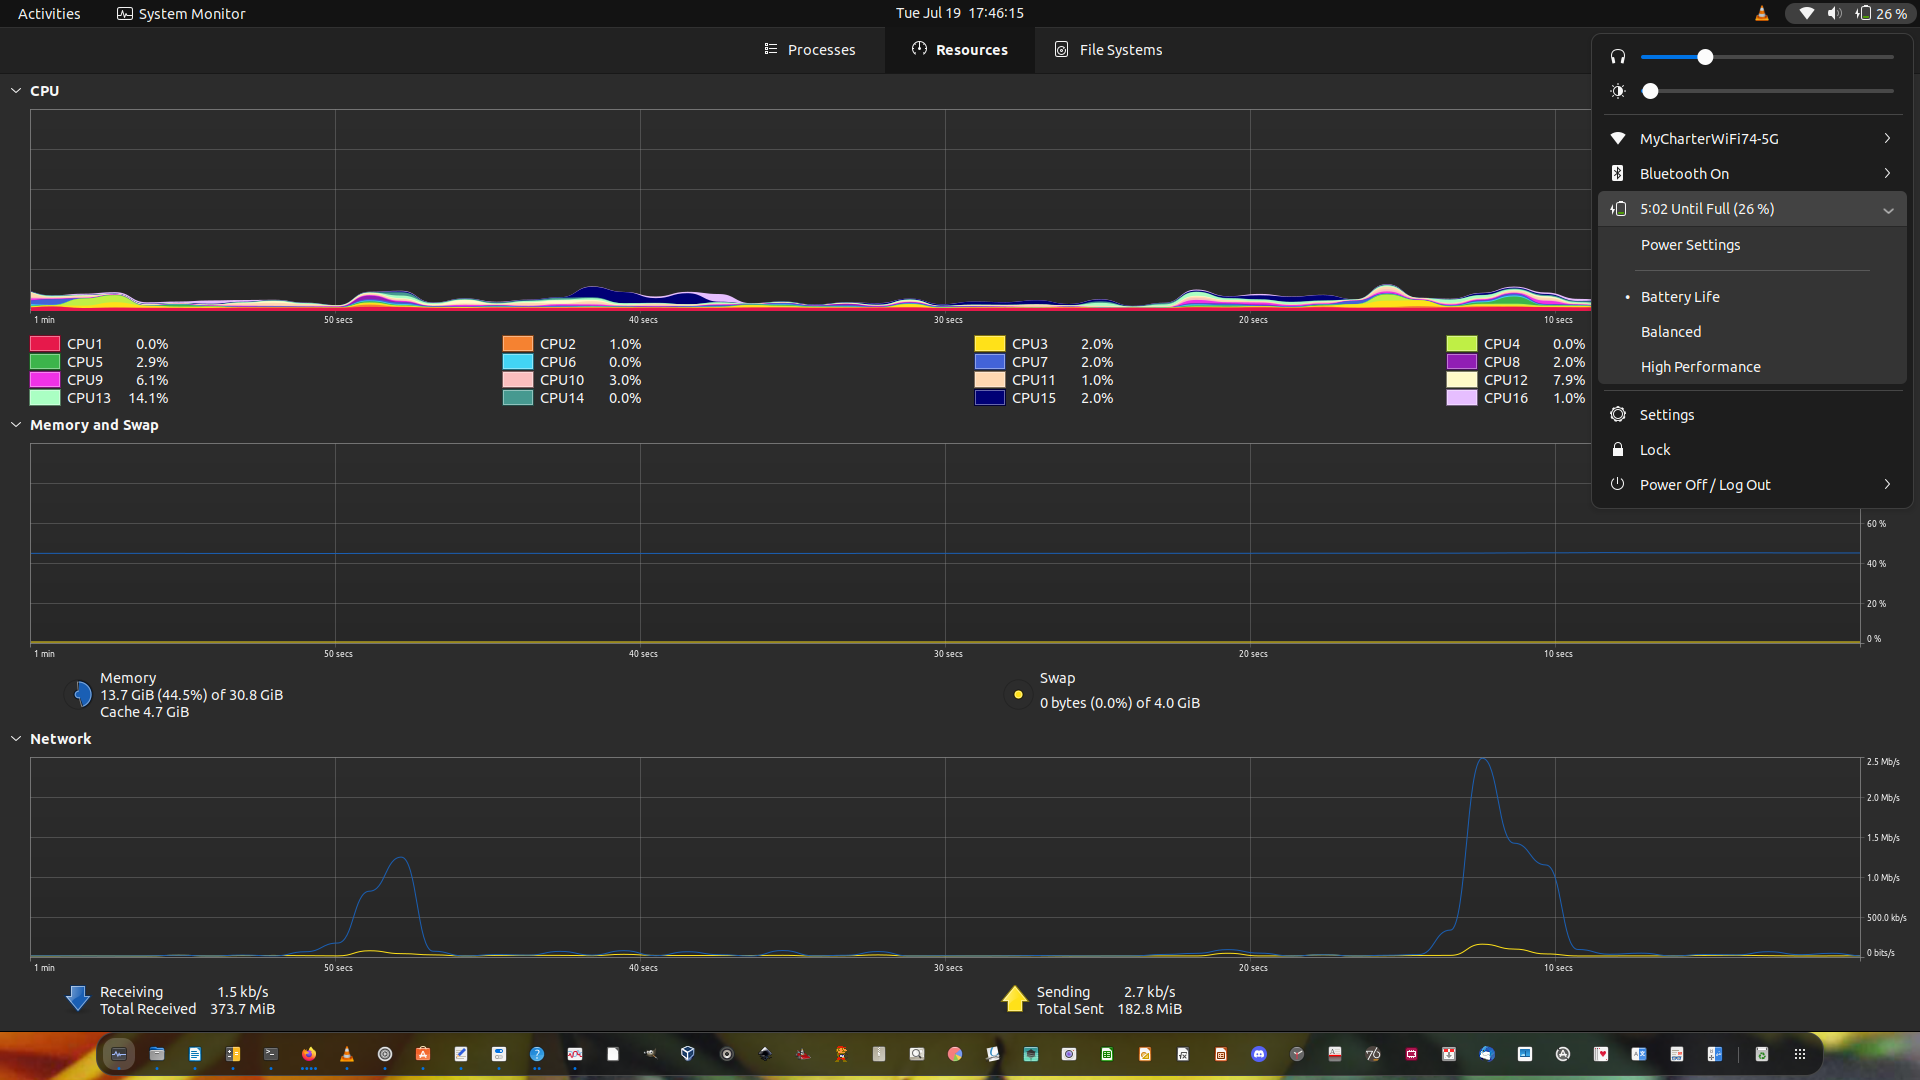 Activities
System Monitor
Tue Jul 19 17:46:15
26 %
Processes
Resources
File Systems
CPU
1 min
50 secs
40 secs
30 secs
20 secs
10 secs
CPU1 0.0%
CPU2 1.0%
CPU3 2.0%
CPU4 0.0%
CPU5 2.9%
CPU6 0.0%
CPU7 2.0%
CPU8 2.0%
CPU9 6.1%
CPU10 3.0%
CPU11 1.0%
CPU12 7.9%
CPU13 14.1%
CPU14 0.0%
CPU15 2.0%
CPU16 1.0%
MyCharterWiFi74-5G
Bluetooth On
5:02 Until Full (26 %)
Power Settings
• Battery Life
Balanced
High Performance
Settings
Lock
Power Off / Log Out
Memory and Swap
60 %
40 %
20 %
0 %
1 min
50 secs
40 secs
30 secs
20 secs
10 secs
Memory
13.7 GiB (44.5%) of 30.8 GiB
Cache 4.7 GiB
Swap
0 bytes (0.0%) of 4.0 GiB
Network
2.5 Mb/s
2.0 Mb/s
1.5 Mb/s
1.0 Mb/s
500.0 kb/s
0 bits/s
1 min
50 secs
40 secs
30 secs
20 secs
10 secs
Receiving 1.5 kb/s
Total Received 373.7 MiB
Sending 2.7 kb/s
Total Sent 182.8 MiB